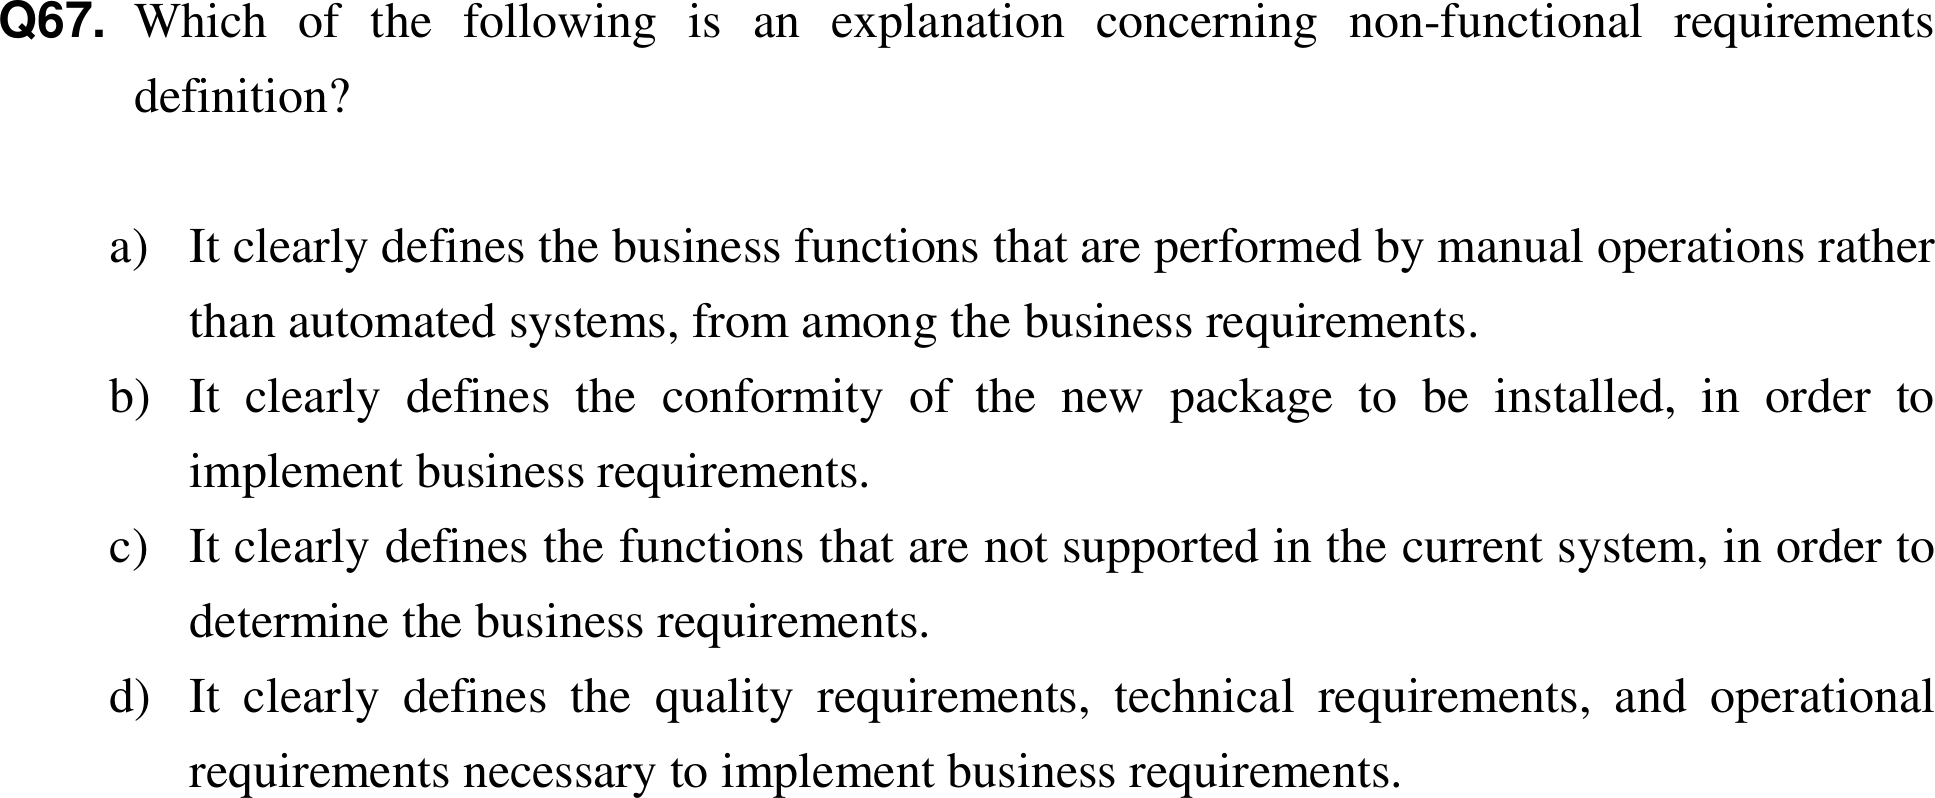 Q67. Which of the following is an explanation concerning non-functional requirements
definition?
a) It clearly defines the business functions that are performed by manual operations rather
than automated systems, from among the business requirements.
b) It clearly defines the conformity of the new package to be installed, in order to
implement business requirements.
c) It clearly defines the functions that are not supported in the current system, in order to
determine the business requirements.
d) It clearly defines the quality requirements, technical requirements, and operational
requirements necessary to implement business requirements.